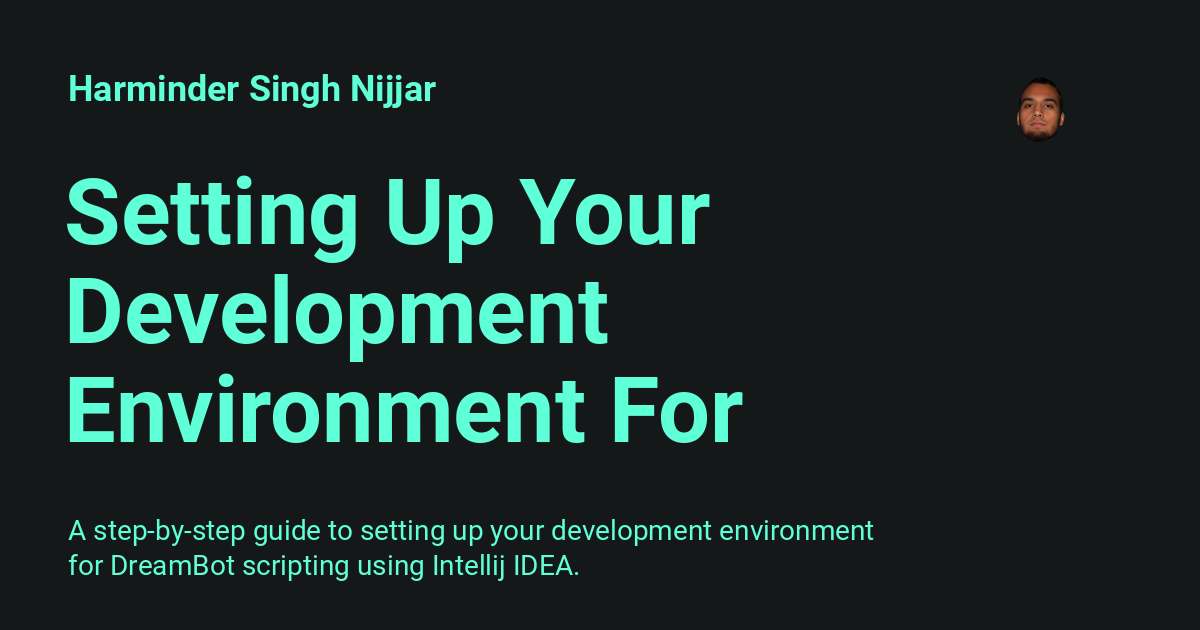 Harminder Singh Nijjar
Setting Up Your
Development
Environment For
A step-by-step guide to setting up your development environment
for DreamBot scripting using Intellij IDEA.